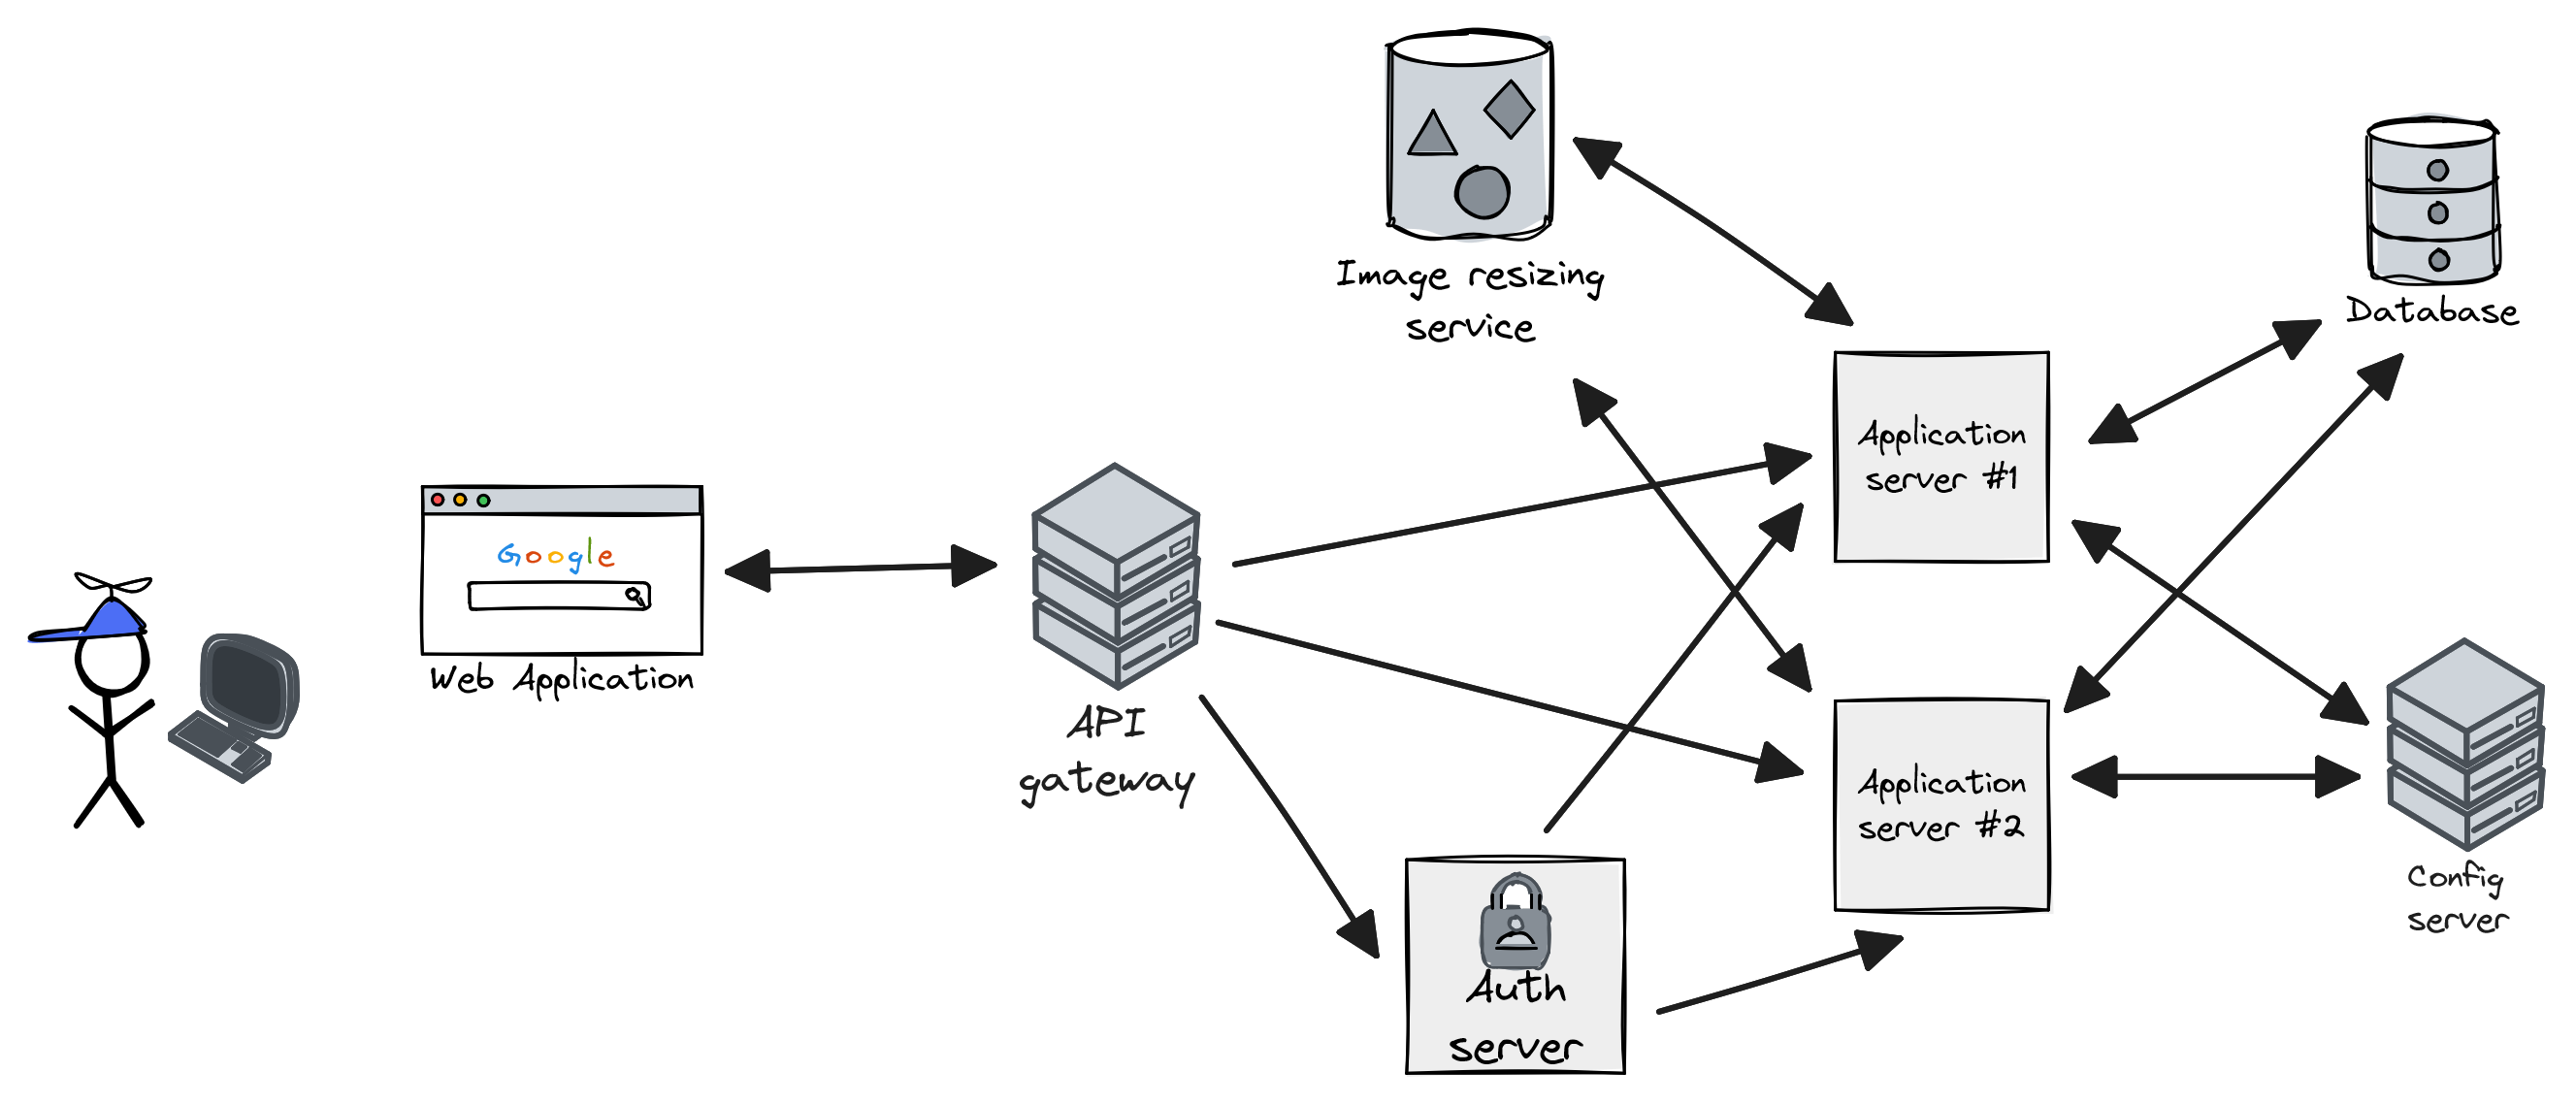 Image resizing
service
Database
Application
server #1
Google
Web Application
API
gateway
Application
server #2
Config
server
Auth
server